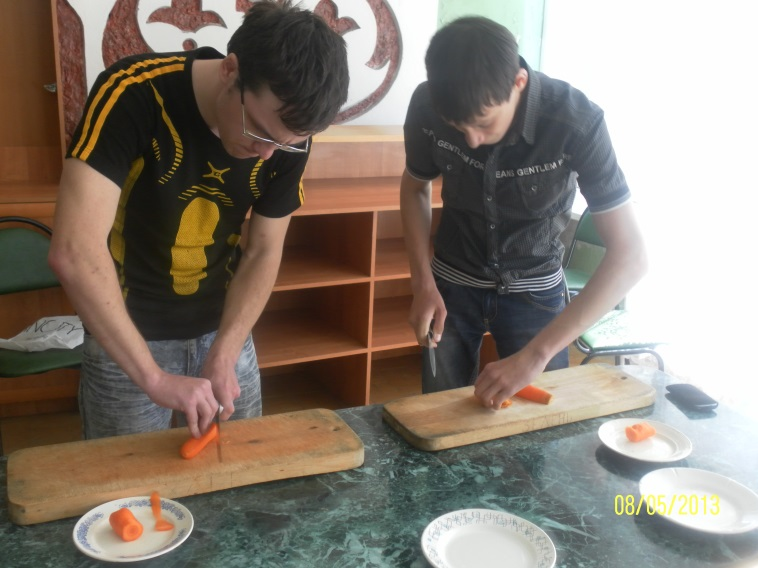 GENTLEM FO
EANS GENTLEM F
08/05/2013